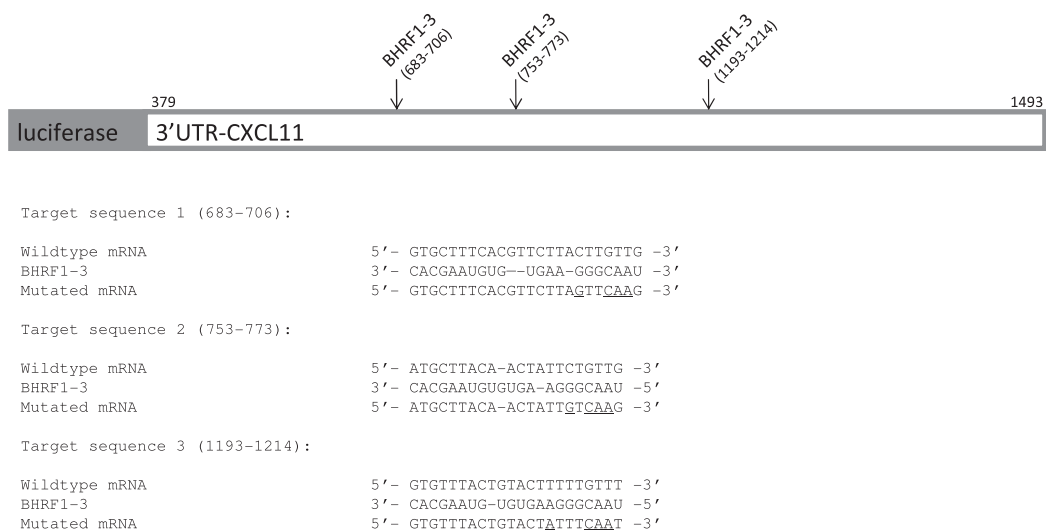 BHRF1-3
(683-706)
BHRF1-3
(753-773)
BHRF1-3
(1193-1214)
379
1493
luciferase 3’UTR-CXCL11
Target sequence 1 (683-706):
Wildtype mRNA 5’- GTGCTTTCACGTTCTTACTTGTTG -3’
BHRF1-3 3’- CACGAAUGUG--UGAA-GGGCAAU -3’
Mutated mRNA 5’- GTGCTTTCACGTTCTTAGTTCAAG -3’
Target sequence 2 (753-773):
Wildtype mRNA 5’- ATGCTTACA-ACTATTCTGTTG -3’
BHRF1-3 3’- CACGAAUGUGUGA-AGGGCAAU -5’
Mutated mRNA 5’- ATGCTTACA-ACTATTGTCAAG -3’
Target sequence 3 (1193-1214):
Wildtype mRNA 5’- GTGTTTACTGTACTTTTTGTTT -3’
BHRF1-3 3’- CACGAAUG-UGUGAAGGGCAAU -5’
Mutated mRNA 5’- GTGTTTACTGTACTATTTCAAT -3’